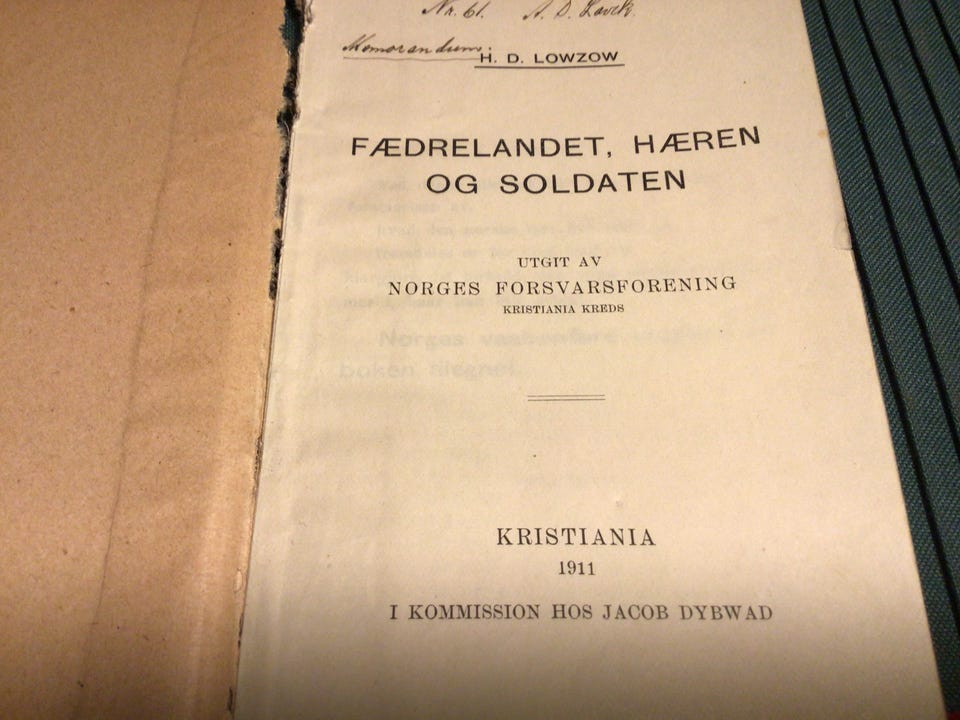 Nr. 61. A. D.
Memorandum.
H. D. LOWZOW
FÆDRELANDET, HÆREN
OG SOLDATEN
UTGIT AV
NORGES FORSVARSFORENING
KRISTIANIA KREDS
KRISTIANIA
1911
I KOMMISSION HOS JACOB DYBWAD